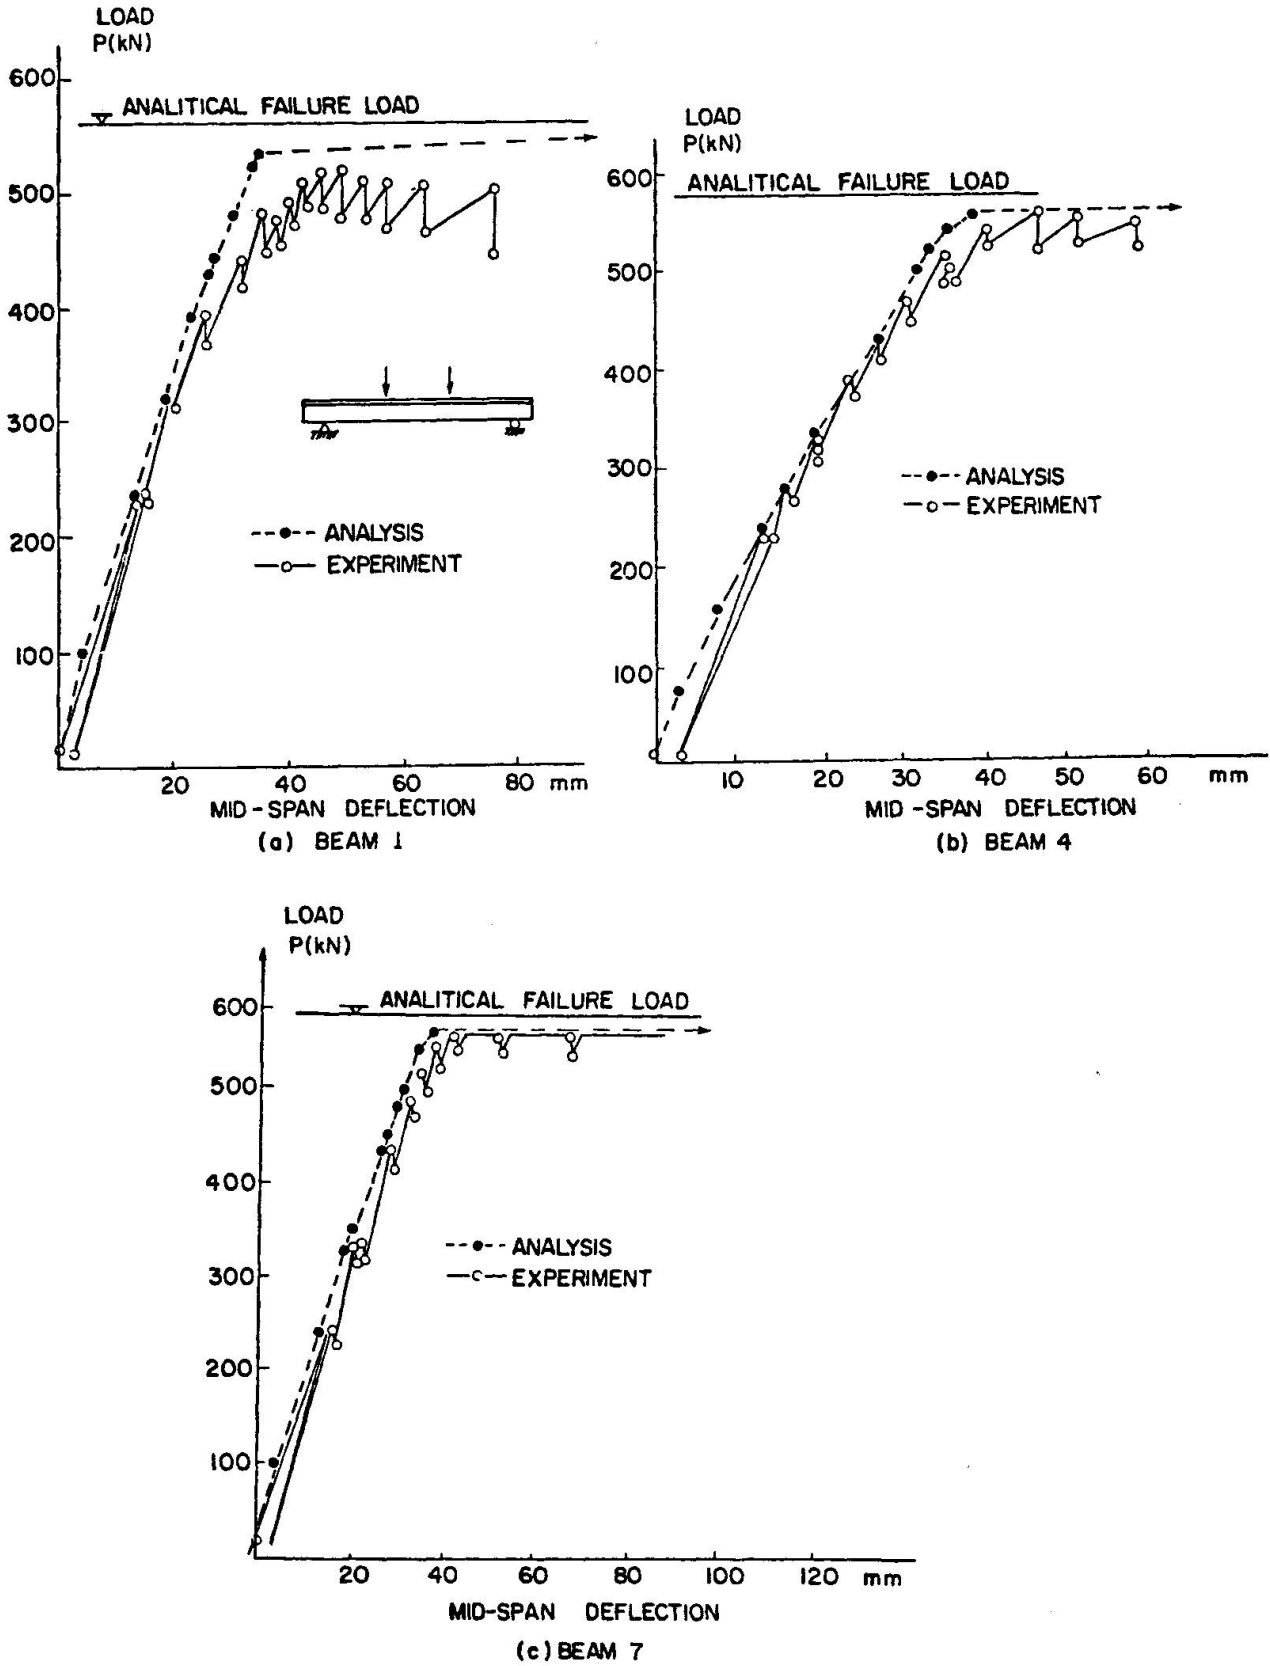 LOAD
P(kN)
600
ANALITICAL FAILURE LOAD
500
400
300
200
100
ANALYSIS
EXPERIMENT
20 40 60 80 mm
MID-SPAN DEFLECTION
(a) BEAM 1
LOAD
P(kN)
600
ANALITICAL FAILURE LOAD
500
400
300
200
100
ANALYSIS
EXPERIMENT
10 20 30 40 50 60 mm
MID-SPAN DEFLECTION
(b) BEAM 4
LOAD
P(kN)
600
ANALITICAL FAILURE LOAD
500
400
300
200
100
ANALYSIS
EXPERIMENT
20 40 60 80 100 120 mm
MID-SPAN DEFLECTION
(c) BEAM 7